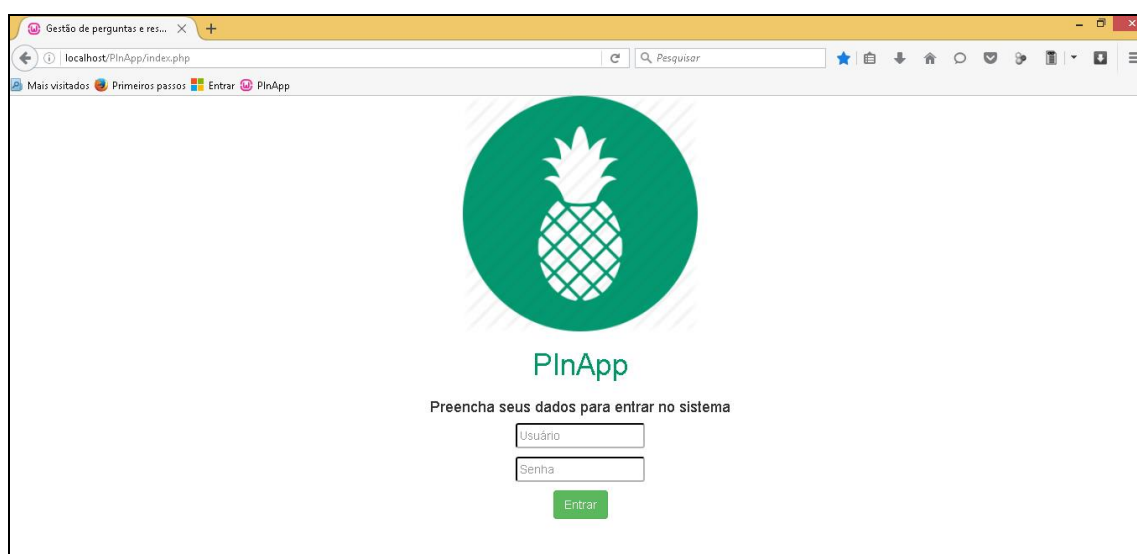 Gestão de perguntas e res...
localhost/PInApp/index.php
Pesquisar
Mais visitados Primeiros passos Entrar PInApp
PInApp
Preencha seus dados para entrar no sistema
Usuário
Senha
Entrar